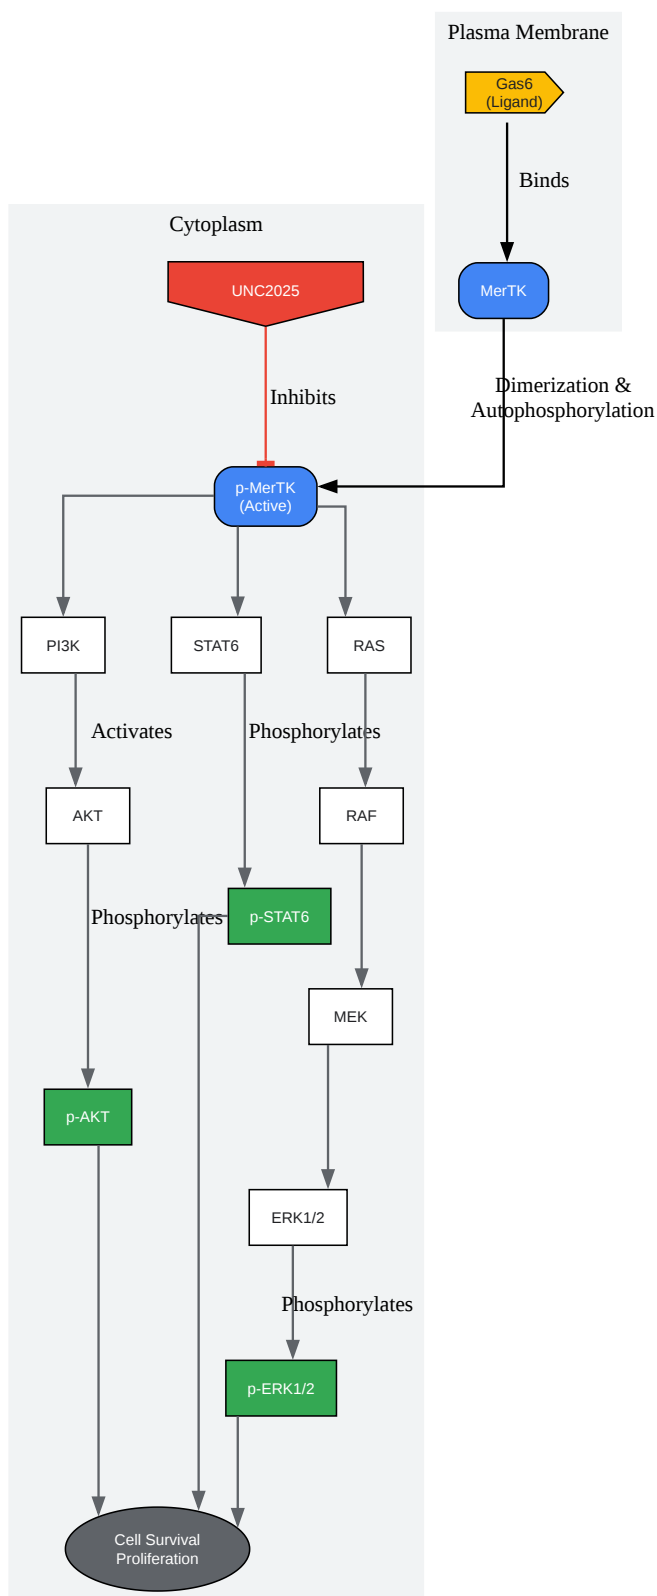 Plasma Membrane
Gas6
(Ligand)
Binds
Cytoplasm
UNC2025
MerTK
Inhibits
Dimerization &
Autophosphorylation
p-MerTK
(Active)
PI3K
STAT6
RAS
Activates
Phosphorylates
AKT
RAF
Phosphorylates
p-STAT6
MEK
p-AKT
ERK1/2
Phosphorylates
p-ERK1/2
Cell Survival
Proliferation